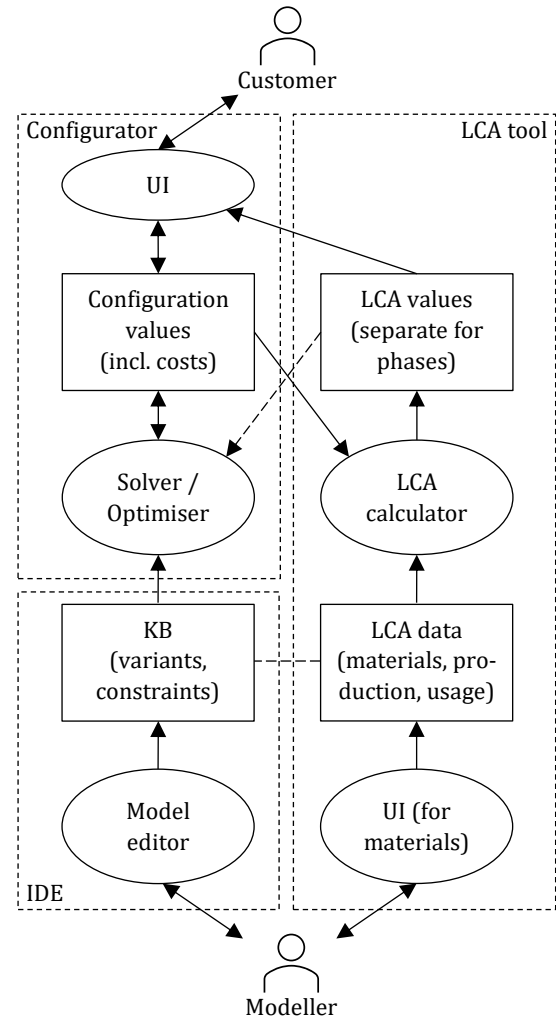 Customer
Configurator
LCA tool
UI
Configuration
values
(incl. costs)
LCA values
(separate for
phases)
Solver /
Optimiser
LCA
calculator
KB
(variants,
constraints)
LCA data
(materials, pro-
duction, usage)
Model
editor
UI (for
materials)
IDE
Modeller